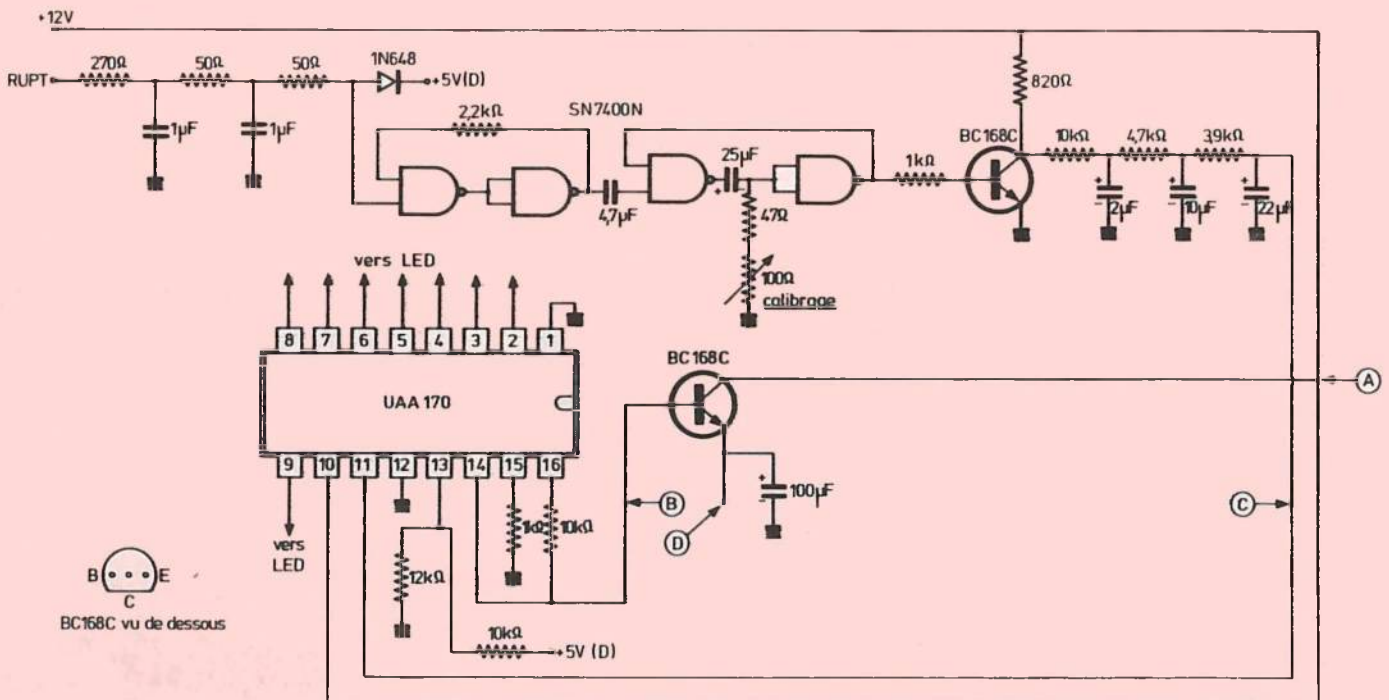 +12V
RUPT
270Ω
50Ω
50Ω
1N648
+5V(D)
1µF
1µF
2,2kΩ
SN7400N
4,7µF
25µF
+
47Ω
100Ω
calibrage
1kΩ
BC168C
820Ω
10kΩ
4,7kΩ
3,9kΩ
+
-
2µF
+
-
10µF
+
-
22µF
vers LED
8 7 6 5 4 3 2 1
UAA 170
9 10 11 12 13 14 15 16
vers
LED
12kΩ
1kΩ
10kΩ
10kΩ
+5V (D)
BC168C
+
-
100µF
A
B
C
D
B E
C
BC168C vu de dessous